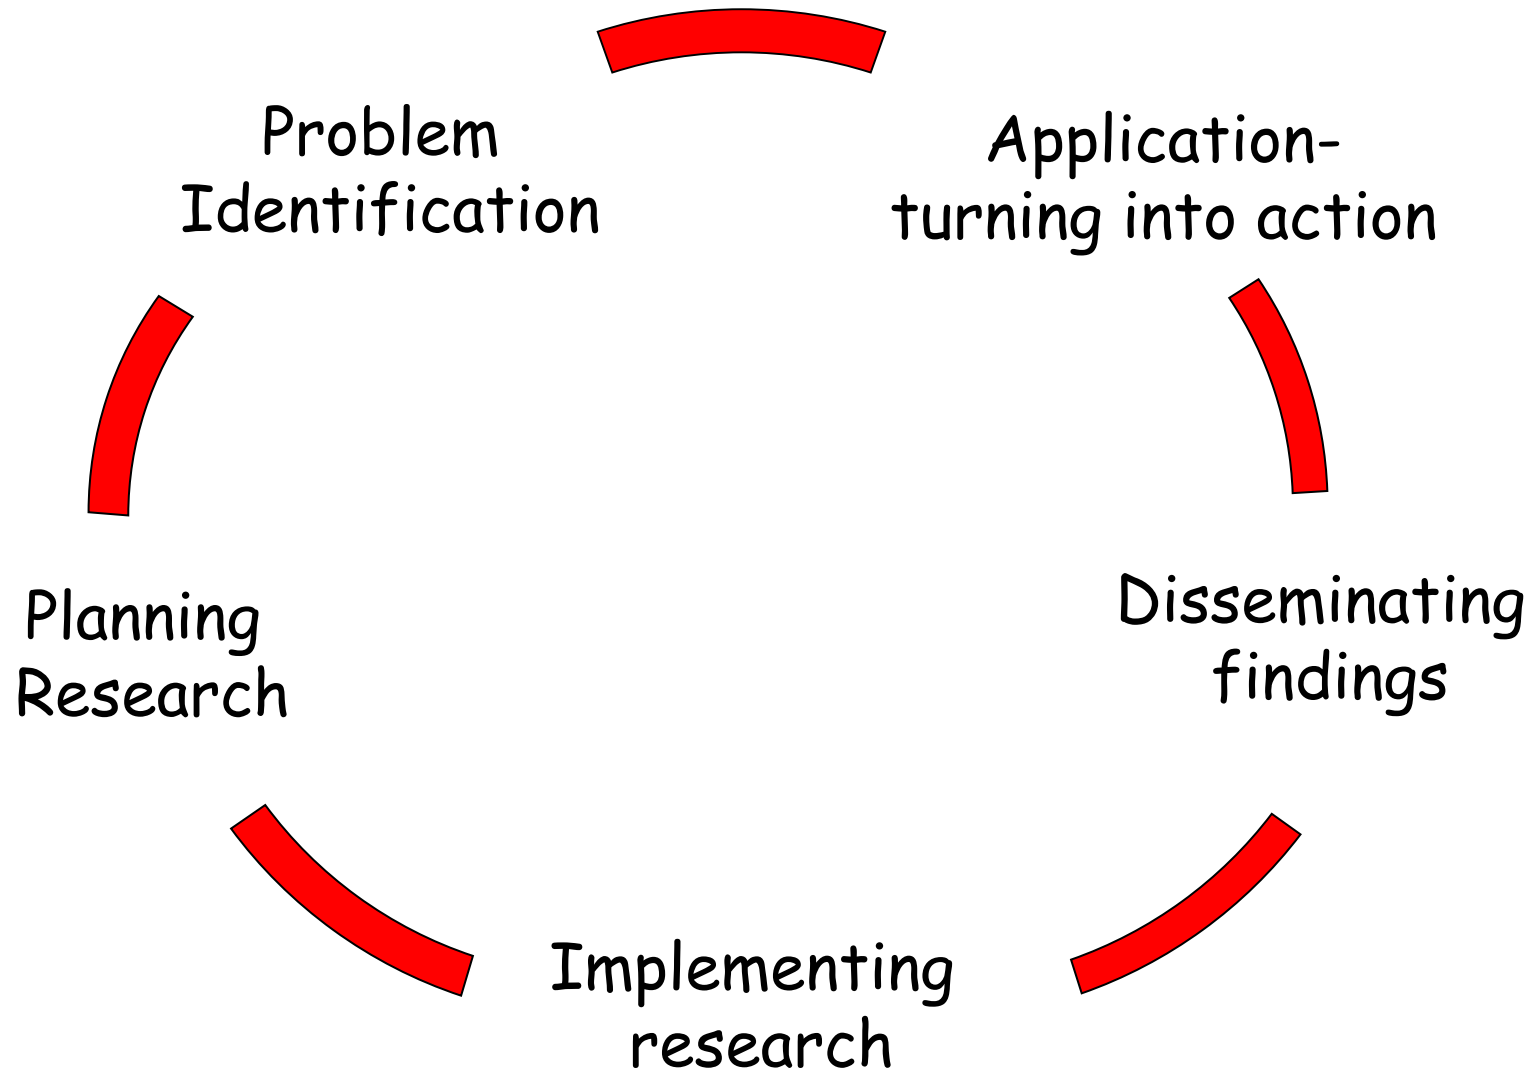 Problem
Identification
Application-
turning into action
Planning
Research
Disseminating
findings
Implementing
research